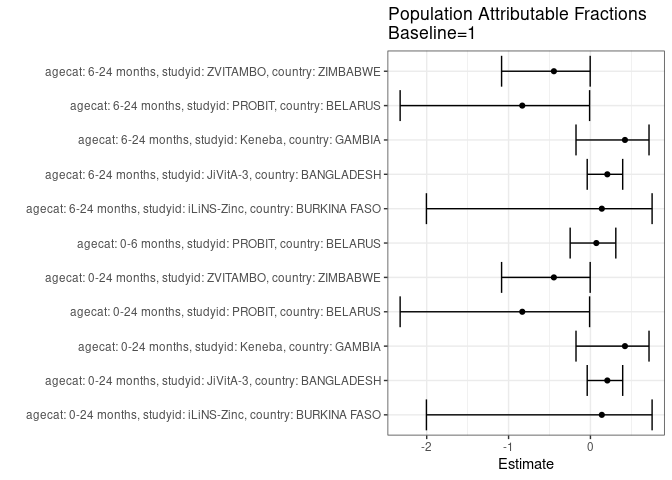 Population Attributable Fractions
Baseline=1
agecat: 6-24 months, studyid: ZVITAMBO, country: ZIMBABWE
agecat: 6-24 months, studyid: PROBIT, country: BELARUS
agecat: 6-24 months, studyid: Keneba, country: GAMBIA
agecat: 6-24 months, studyid: JiVitA-3, country: BANGLADESH
agecat: 6-24 months, studyid: iLiNS-Zinc, country: BURKINA FASO
agecat: 0-6 months, studyid: PROBIT, country: BELARUS
agecat: 0-24 months, studyid: ZVITAMBO, country: ZIMBABWE
agecat: 0-24 months, studyid: PROBIT, country: BELARUS
agecat: 0-24 months, studyid: Keneba, country: GAMBIA
agecat: 0-24 months, studyid: JiVitA-3, country: BANGLADESH
agecat: 0-24 months, studyid: iLiNS-Zinc, country: BURKINA FASO
-2 -1 0
Estimate